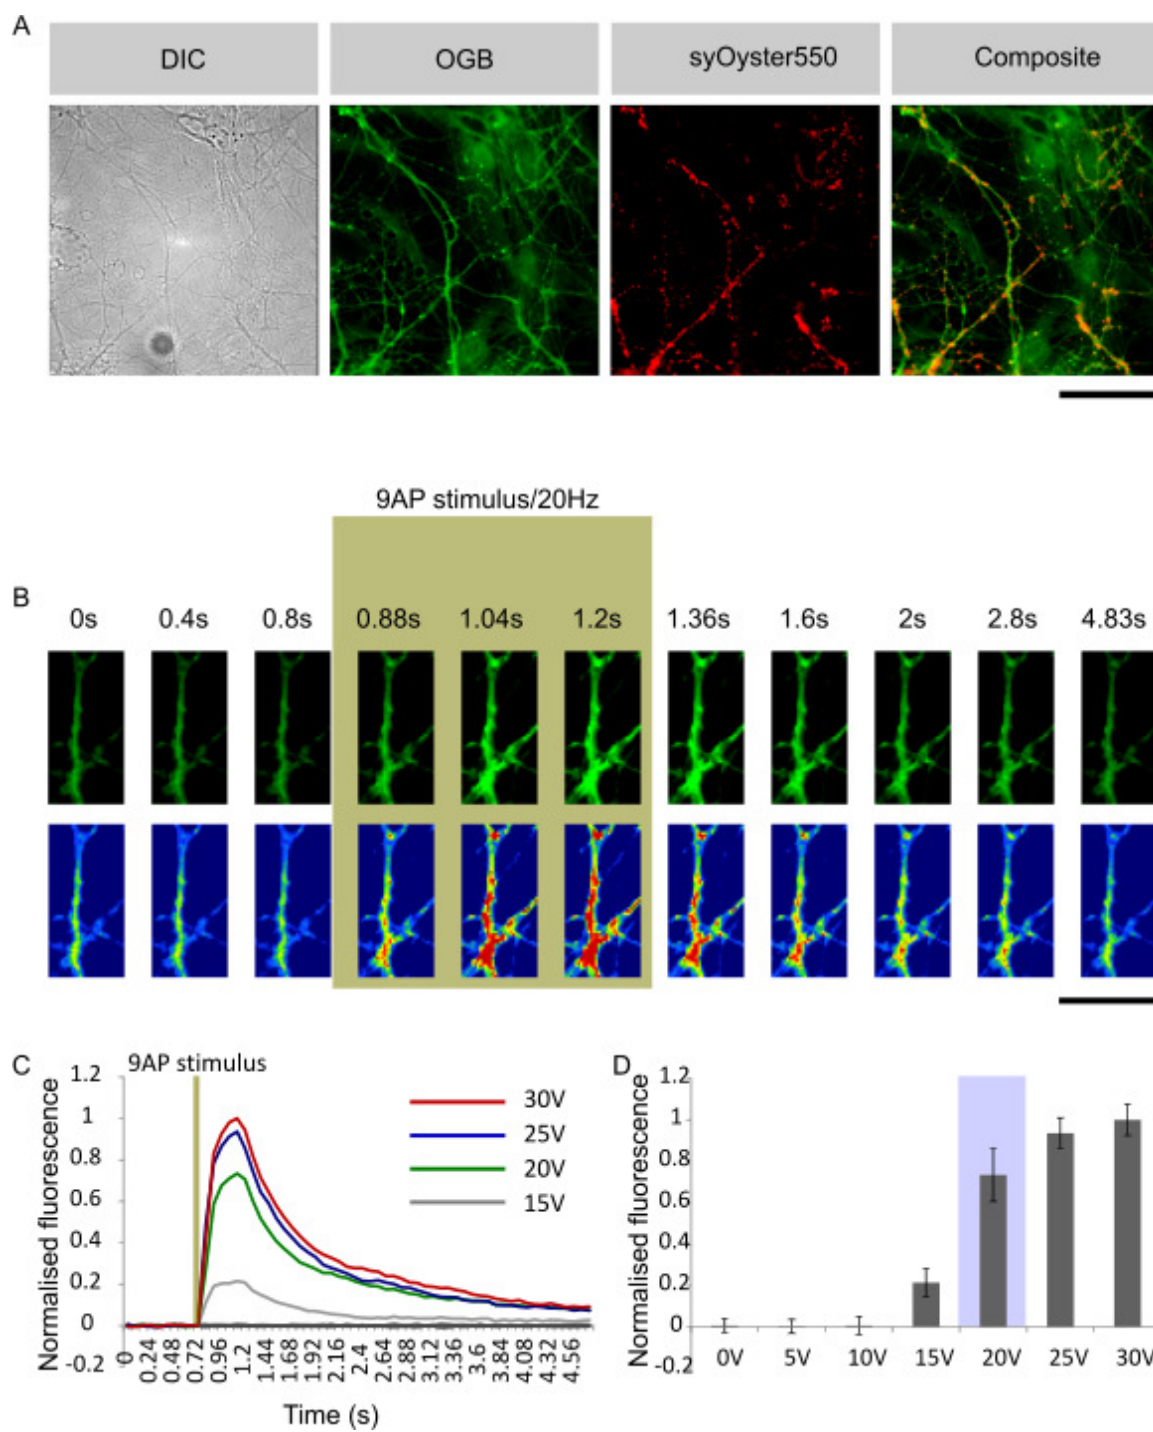 A
DIC OGB syOyster550 Composite
9AP stimulus/20Hz
B
0s 0.4s 0.8s 0.88s 1.04s 1.2s 1.36s 1.6s 2s 2.8s 4.83s
C
9AP stimulus
Normalised fluorescence
1.2
1
0.8
0.6
0.4
0.2
0
-0.2
30V
25V
20V
15V
0 0.24 0.48 0.72 0.96 1.2 1.44 1.68 1.92 2.16 2.4 2.64 2.88 3.12 3.36 3.6 3.84 4.08 4.32 4.56
Time (s)
D
Normalised fluorescence
1.2
1
0.8
0.6
0.4
0.2
0
-0.2
0V 5V 10V 15V 20V 25V 30V